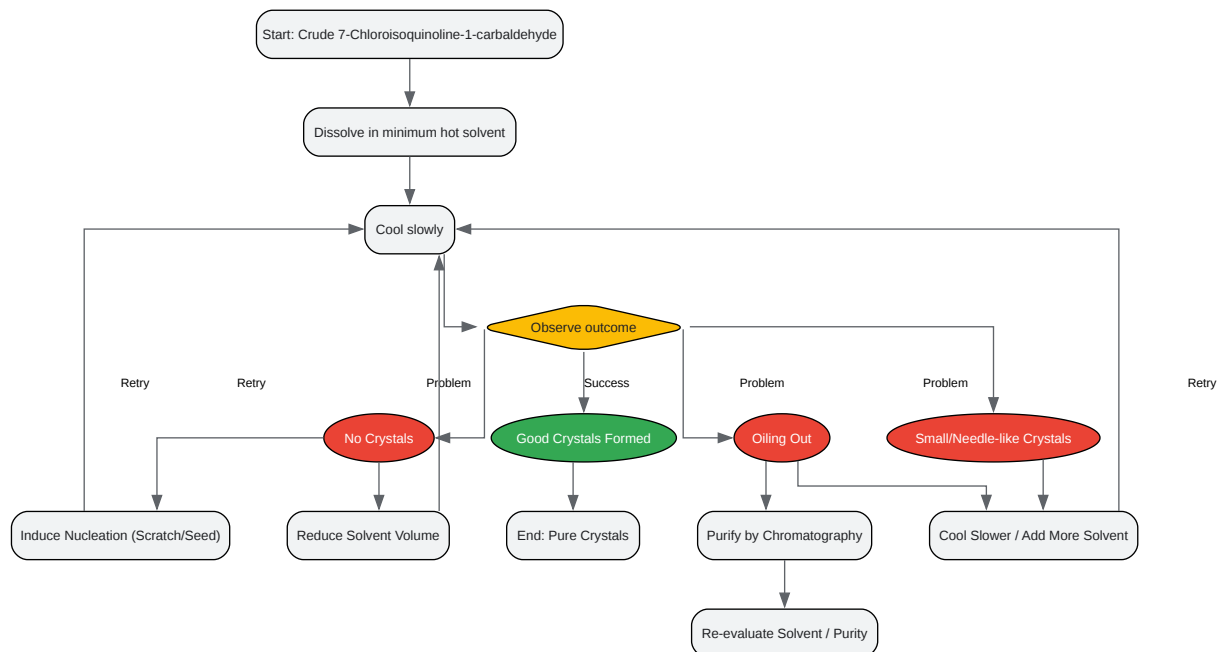 Start: Crude 7-Chloroisoquinoline-1-carbaldehyde
Dissolve in minimum hot solvent
Cool slowly
Observe outcome
Retry
Retry
Problem
Success
Problem
Problem
Retry
No Crystals
Good Crystals Formed
Oiling Out
Small/Needle-like Crystals
Induce Nucleation (Scratch/Seed)
Reduce Solvent Volume
End: Pure Crystals
Purify by Chromatography
Cool Slower / Add More Solvent
Re-evaluate Solvent / Purity